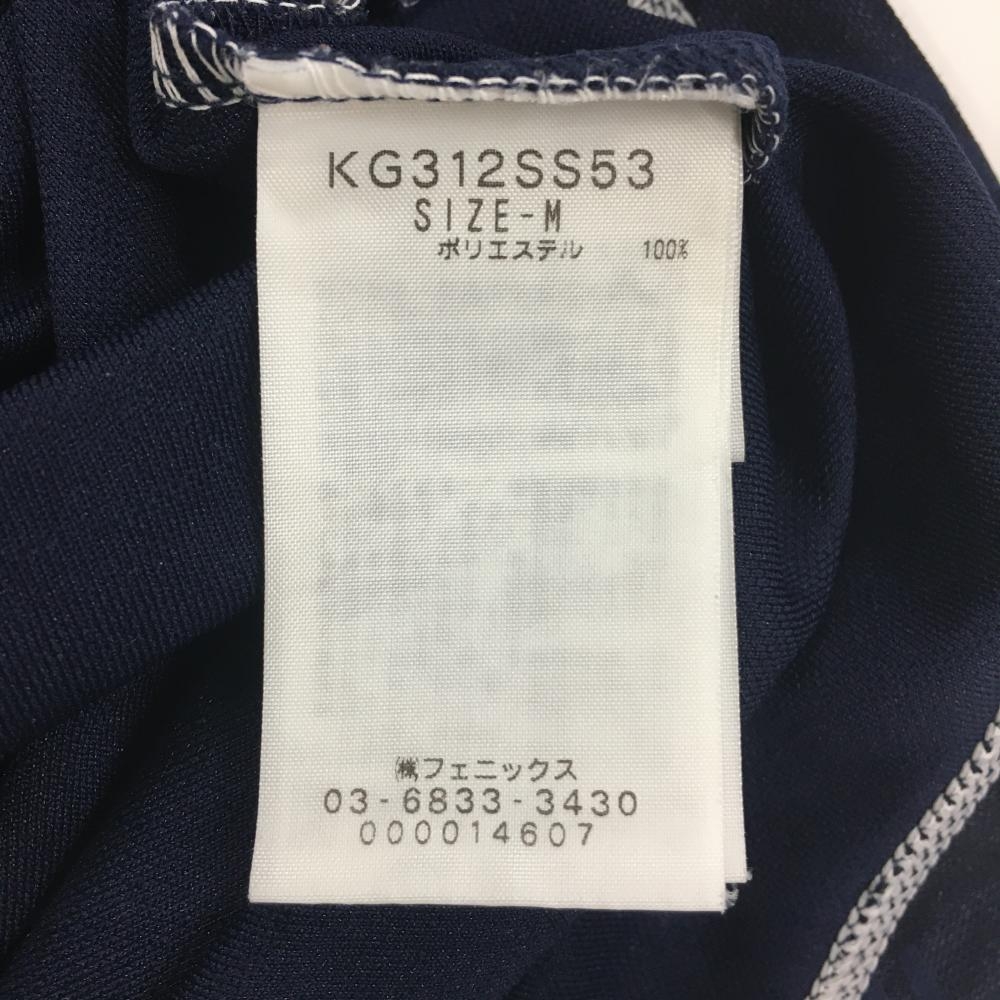 KG312SS53
SIZE-M
ポリエステル 100%
㈱フェニックス
03-6833-3430
000014607